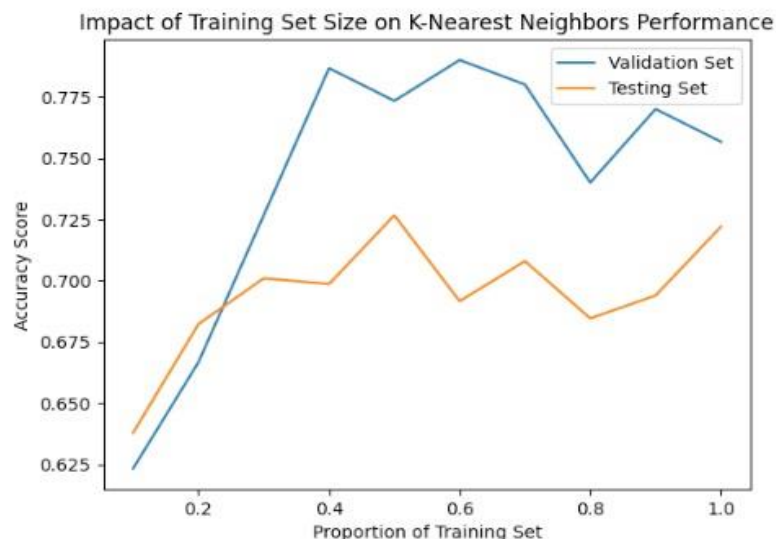 Impact of Training Set Size on K-Nearest Neighbors Performance
Validation Set
Testing Set
Accuracy Score
0.775
0.750
0.725
0.700
0.675
0.650
0.625
0.2 0.4 0.6 0.8 1.0
Proportion of Training Set